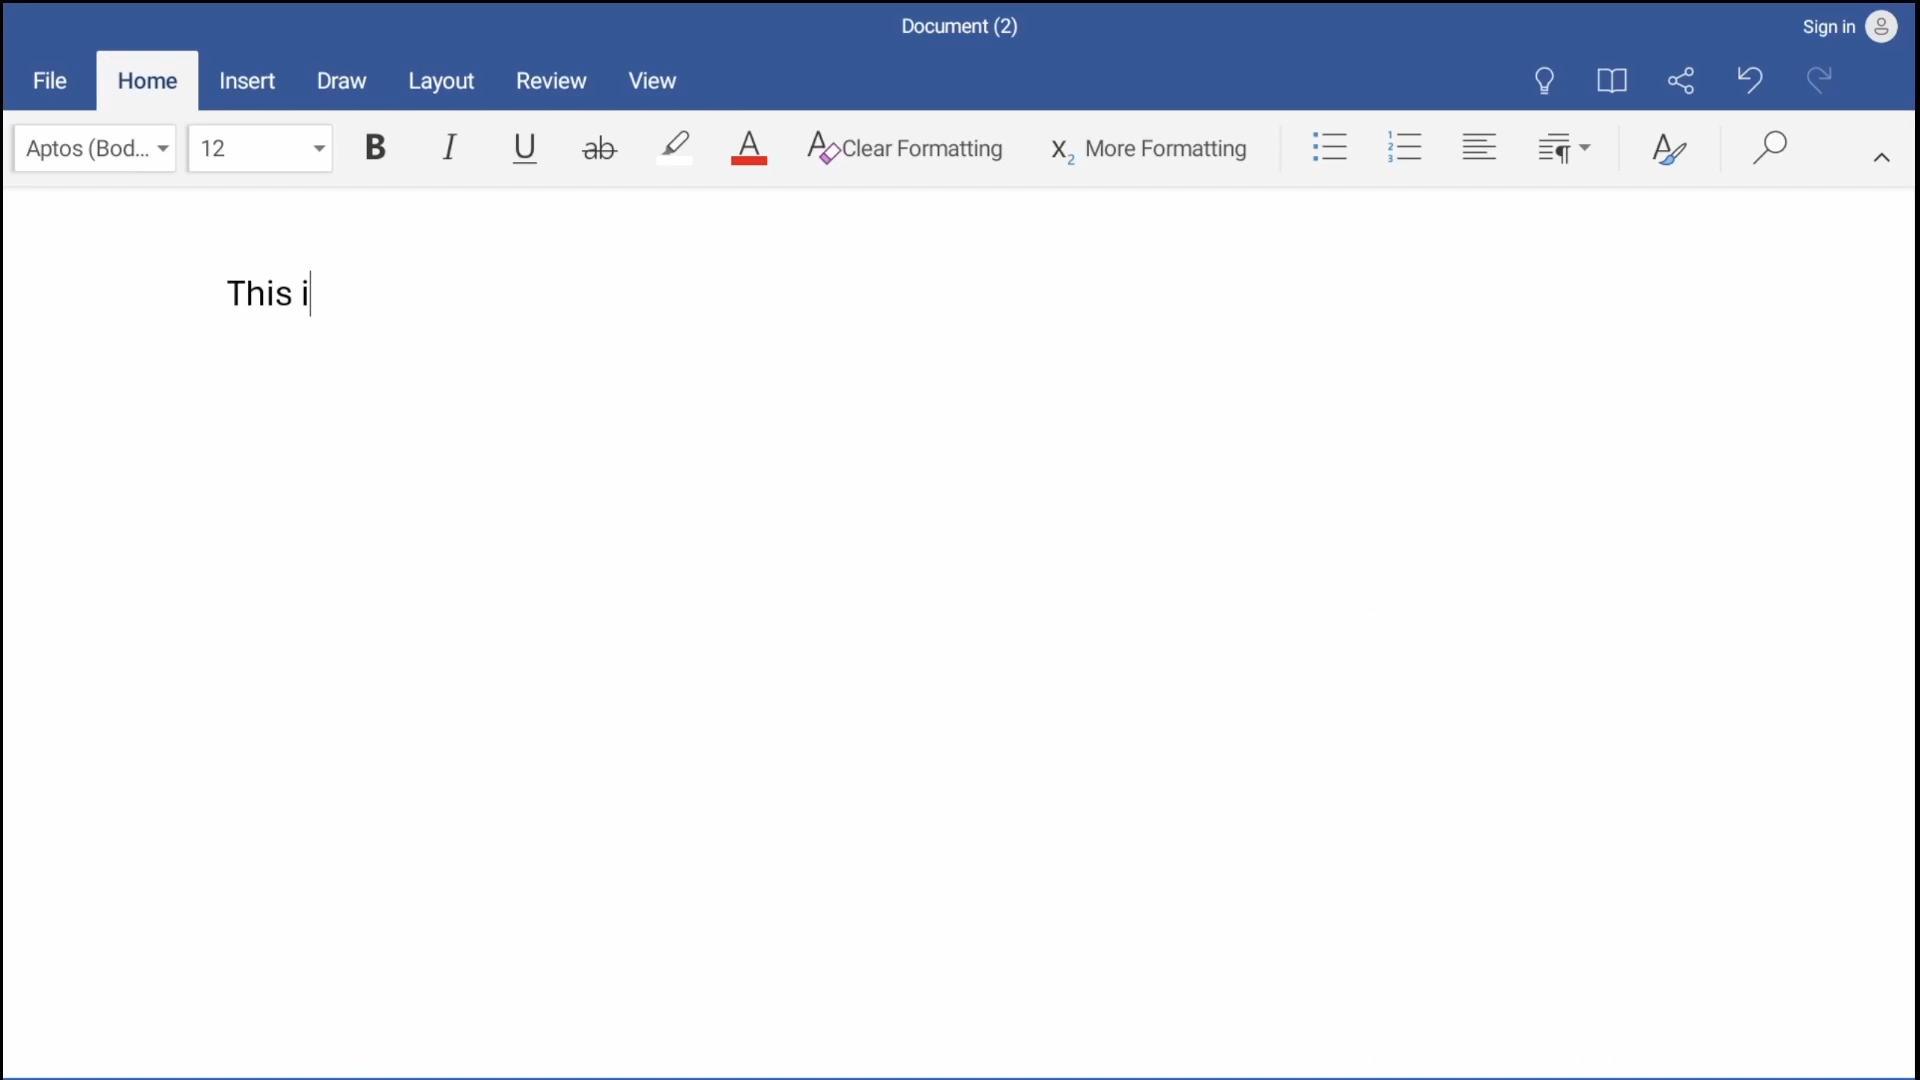 Document (2)
Sign in
File Home Insert Draw Layout Review View
Aptos (Bod... 12 B I U ab A Clear Formatting X2 More Formatting
This i